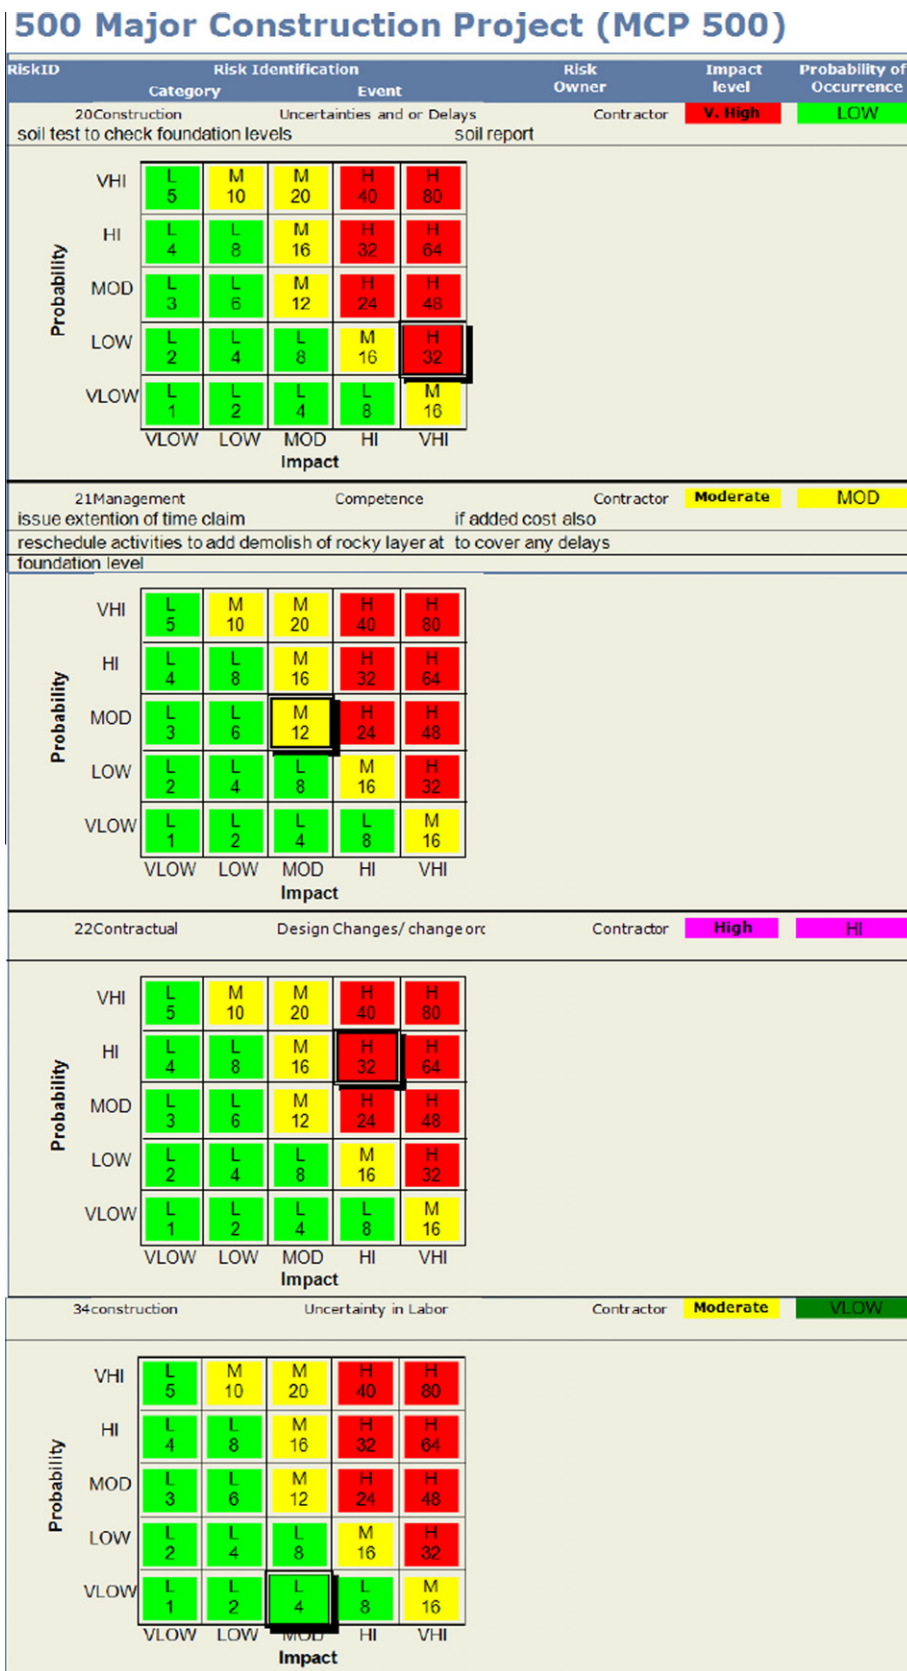 500 Major Construction Project (MCP 500)
RiskID Risk Identification Risk Impact Probability of
Category Event Owner level Occurrence
20Construction Uncertainties and or Delays Contractor V. High LOW
soil test to check foundation levels soil report
VHI L M M H H
5 10 20 40 80
HI L L M H H
4 8 16 32 64
MOD L L M H H
3 6 12 24 48
LOW L L L M H
2 4 8 16 32
VLOW L L L L M
1 2 4 8 16
VLOW LOW MOD HI VHI
Impact
Probability
21Management Competence Contractor Moderate MOD
issue extention of time claim if added cost also
reschedule activities to add demolish of rocky layer at to cover any delays
foundation level
VHI L M M H H
5 10 20 40 80
HI L L M H H
4 8 16 32 64
MOD L L M H H
3 6 12 24 48
LOW L L L M H
2 4 8 16 32
VLOW L L L L M
1 2 4 8 16
VLOW LOW MOD HI VHI
Impact
Probability
22Contractual Design Changes/ change orc Contractor High HI
VHI L M M H H
5 10 20 40 80
HI L L M H H
4 8 16 32 64
MOD L L M H H
3 6 12 24 48
LOW L L L M H
2 4 8 16 32
VLOW L L L L M
1 2 4 8 16
VLOW LOW MOD HI VHI
Impact
Probability
34construction Uncertainty in Labor Contractor Moderate VLOW
VHI L M M H H
5 10 20 40 80
HI L L M H H
4 8 16 32 64
MOD L L M H H
3 6 12 24 48
LOW L L L M H
2 4 8 16 32
VLOW L L L L M
1 2 4 8 16
VLOW LOW MOD HI VHI
Impact
Probability